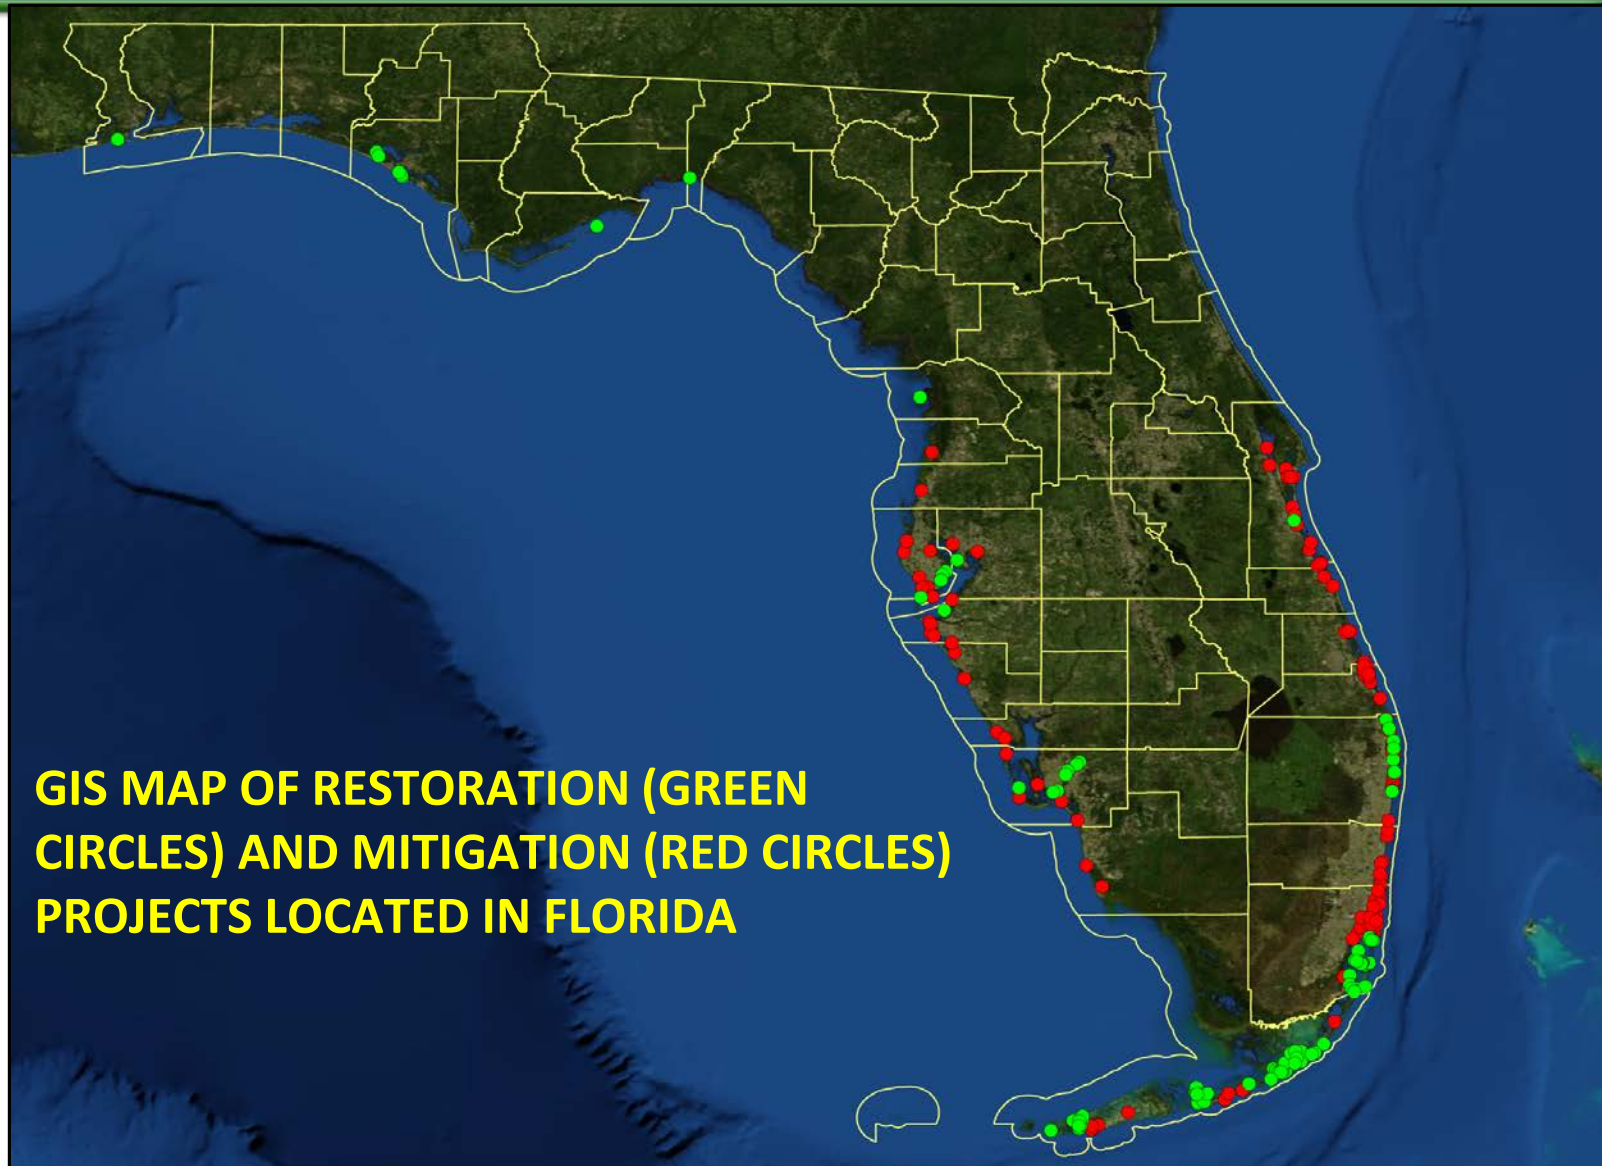 GIS MAP OF RESTORATION (GREEN
CIRCLES) AND MITIGATION (RED CIRCLES)
PROJECTS LOCATED IN FLORIDA